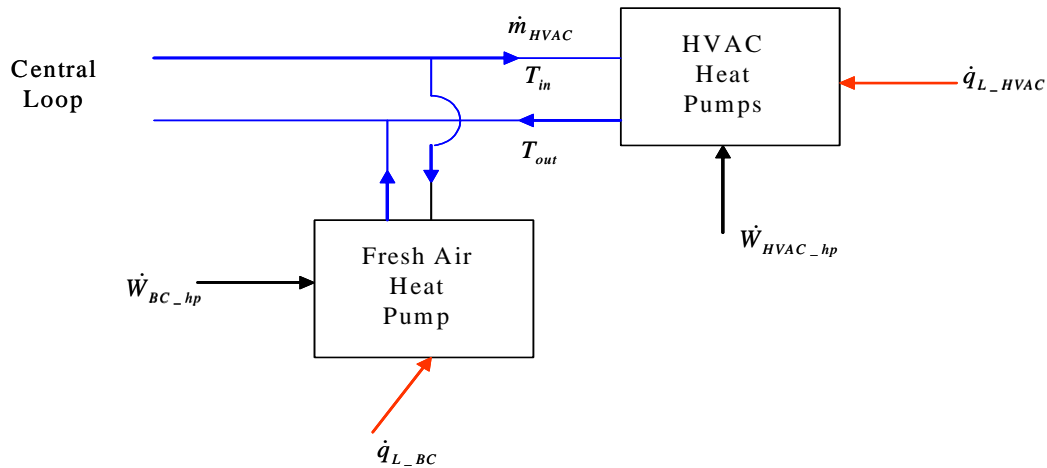 Central
Loop
ṁ_HVAC
T_in
T_out
HVAC
Heat
Pumps
q̇_L_HVAC
Ẇ_HVAC_hp
Fresh Air
Heat
Pump
Ẇ_BC_hp
q̇_L_BC